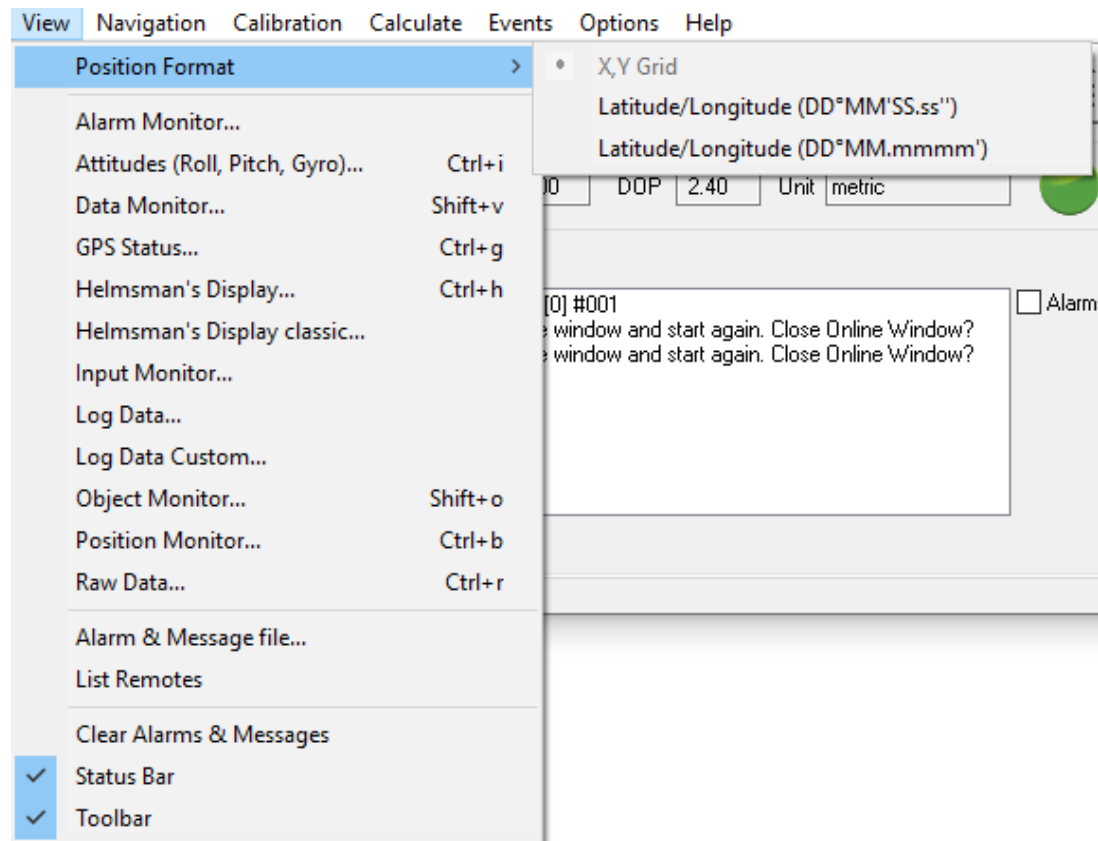 View Navigation Calibration Calculate Events Options Help
Position Format >
X,Y Grid
Latitude/Longitude (DD°MM'SS.ss'')
Latitude/Longitude (DD°MM.mmmm')
Alarm Monitor...
Attitudes (Roll, Pitch, Gyro)... Ctrl+i
Data Monitor... Shift+v
GPS Status... Ctrl+g
Helmsman's Display... Ctrl+h
Helmsman's Display classic...
Input Monitor...
Log Data...
Log Data Custom...
Object Monitor... Shift+o
Position Monitor... Ctrl+b
Raw Data... Ctrl+r
Alarm & Message file...
List Remotes
Clear Alarms & Messages
Status Bar
Toolbar
DOP 2.40 Unit metric
[0] #001
window and start again. Close Online Window?
window and start again. Close Online Window?
Alarm